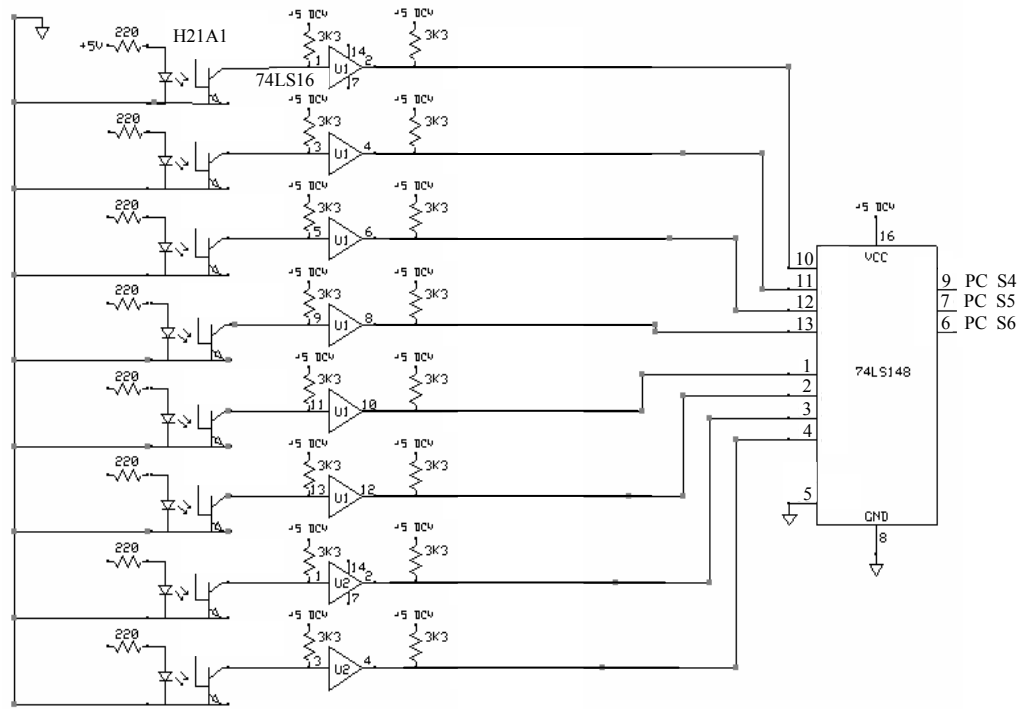 +5 DCV +5 DCV
220 H21A1 3K3 3K3
+5V 1 U1 14 2
74LS16 7
+5 DCV +5 DCV
220 3K3 3K3
3 U1 4
+5 DCV +5 DCV
220 3K3 3K3
5 U1 6
+5 DCV
16
VCC
10
11 9 PC S4
12 7 PC S5
13 6 PC S6
+5 DCV +5 DCV
220 3K3 3K3
9 U1 8
1
74LS148
2
3
4
+5 DCV +5 DCV
220 3K3 3K3
11 U1 10
+5 DCV +5 DCV
220 3K3 3K3
13 U1 12
5
GND
8
+5 DCV +5 DCV
220 3K3 3K3
1 U2 14 2
7
+5 DCV +5 DCV
220 3K3 3K3
3 U2 4